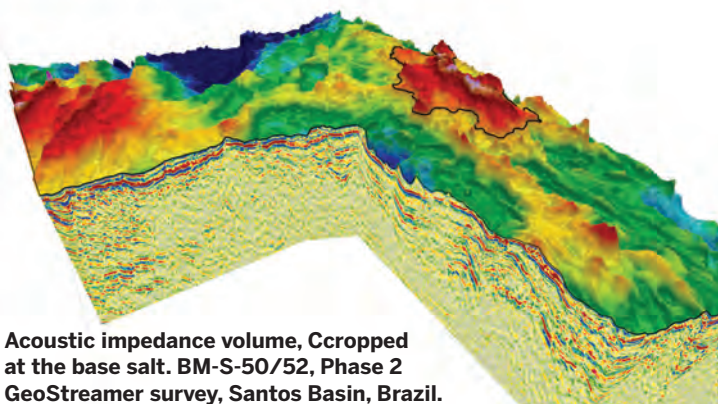 Acoustic impedance volume, Ccropped
at the base salt. BM-S-50/52, Phase 2
GeoStreamer survey, Santos Basin, Brazil.